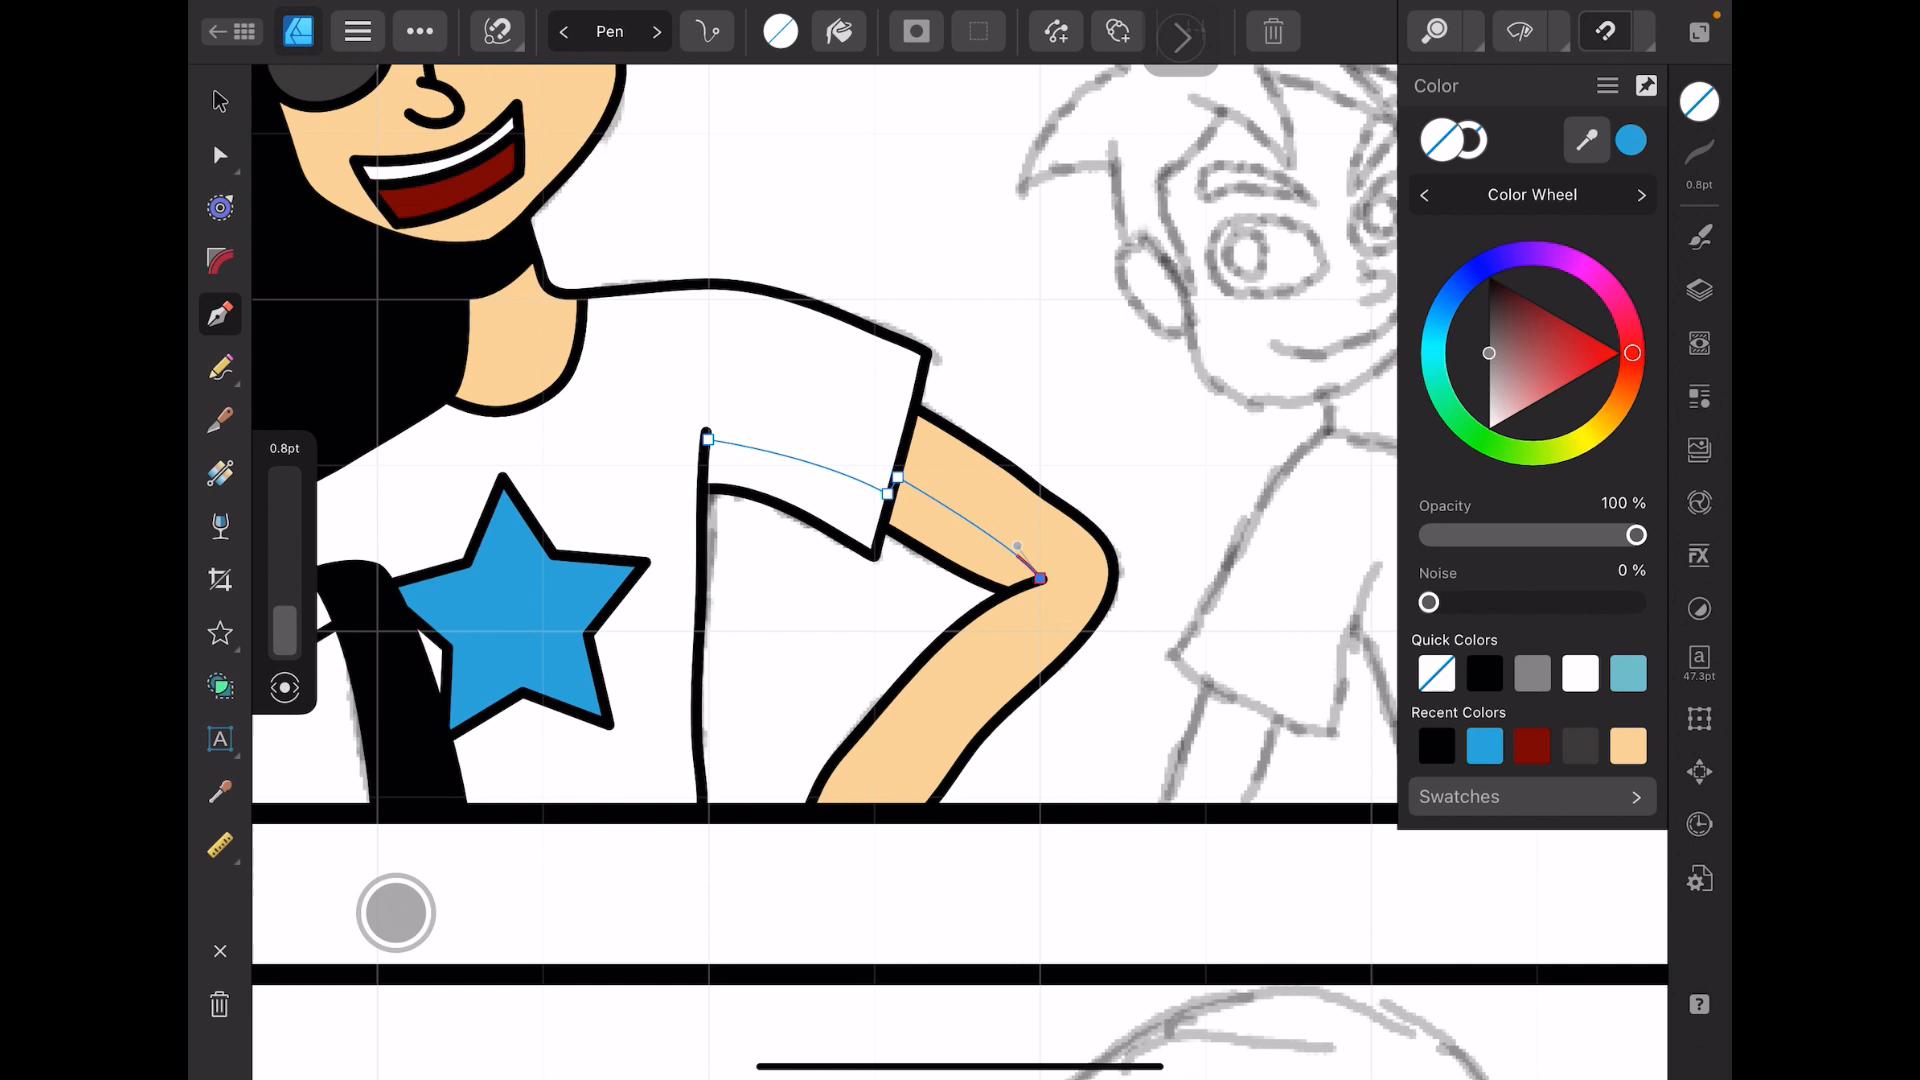 Pen
Color
0.8pt
Color Wheel
0.8pt
Opacity 100 %
Noise 0 %
Quick Colors
a
47.3pt
Recent Colors
A
Swatches
FX
?